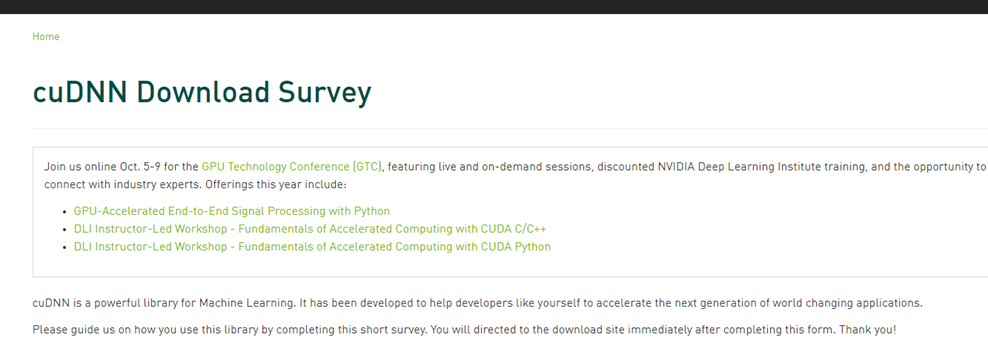 Home
cuDNN Download Survey
Join us online Oct. 5-9 for the GPU Technology Conference (GTC), featuring live and on-demand sessions, discounted NVIDIA Deep Learning Institute training, and the opportunity to
connect with industry experts. Offerings this year include:
• GPU-Accelerated End-to-End Signal Processing with Python
• DLI Instructor-Led Workshop - Fundamentals of Accelerated Computing with CUDA C/C++
• DLI Instructor-Led Workshop - Fundamentals of Accelerated Computing with CUDA Python
cuDNN is a powerful library for Machine Learning. It has been developed to help developers like yourself to accelerate the next generation of world changing applications.
Please guide us on how you use this library by completing this short survey. You will directed to the download site immediately after completing this form. Thank you!